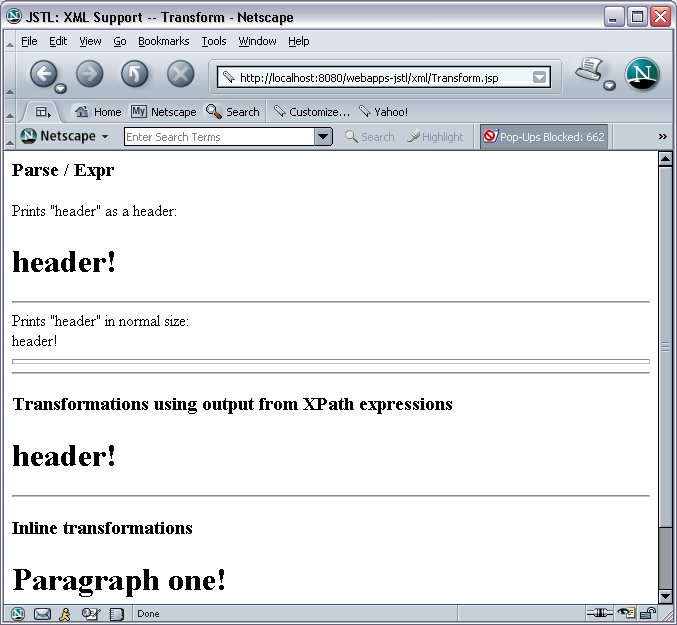 JSTL: XML Support -- Transform - Netscape
File Edit View Go Bookmarks Tools Window Help
http://localhost:8080/webapps-jstl/xml/Transform.jsp
Home My Netscape Search Customize... Yahoo!
Netscape Enter Search Terms Search Highlight Pop-Ups Blocked: 662 »
Parse / Expr
Prints "header" as a header:
header!
Prints "header" in normal size:
header!
Transformations using output from XPath expressions
header!
Inline transformations
Paragraph one!
Done